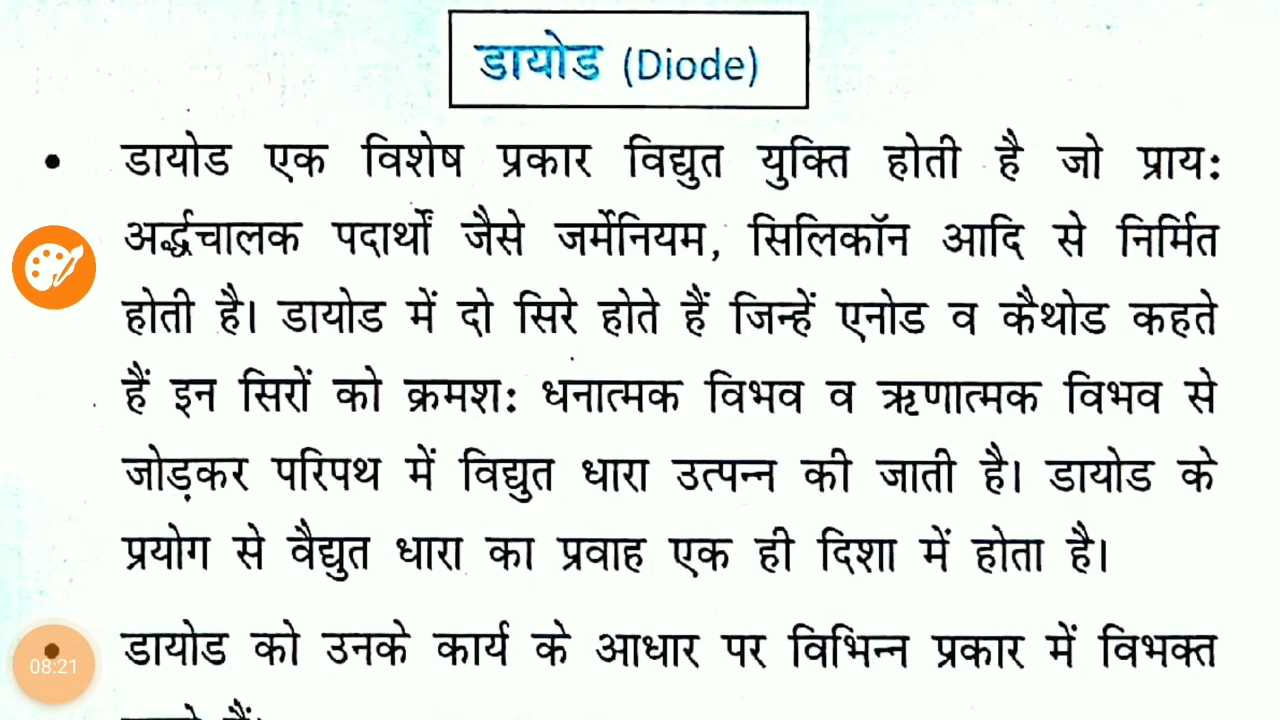 डायोड (Diode)
• डायोड एक विशेष प्रकार विद्युत युक्ति होती है जो प्राय:
अर्द्धचालक पदार्थों जैसे जर्मेनियम, सिलिकॉन आदि से निर्मित
होती है। डायोड में दो सिरे होते हैं जिन्हें एनोड व कैथोड कहते
हैं इन सिरों को क्रमश: धनात्मक विभव व ऋणात्मक विभव से
जोड़कर परिपथ में विद्युत धारा उत्पन्न की जाती है। डायोड के
प्रयोग से वैद्युत धारा का प्रवाह एक ही दिशा में होता है।
• डायोड को उनके कार्य के आधार पर विभिन्न प्रकार में विभक्त
08:21